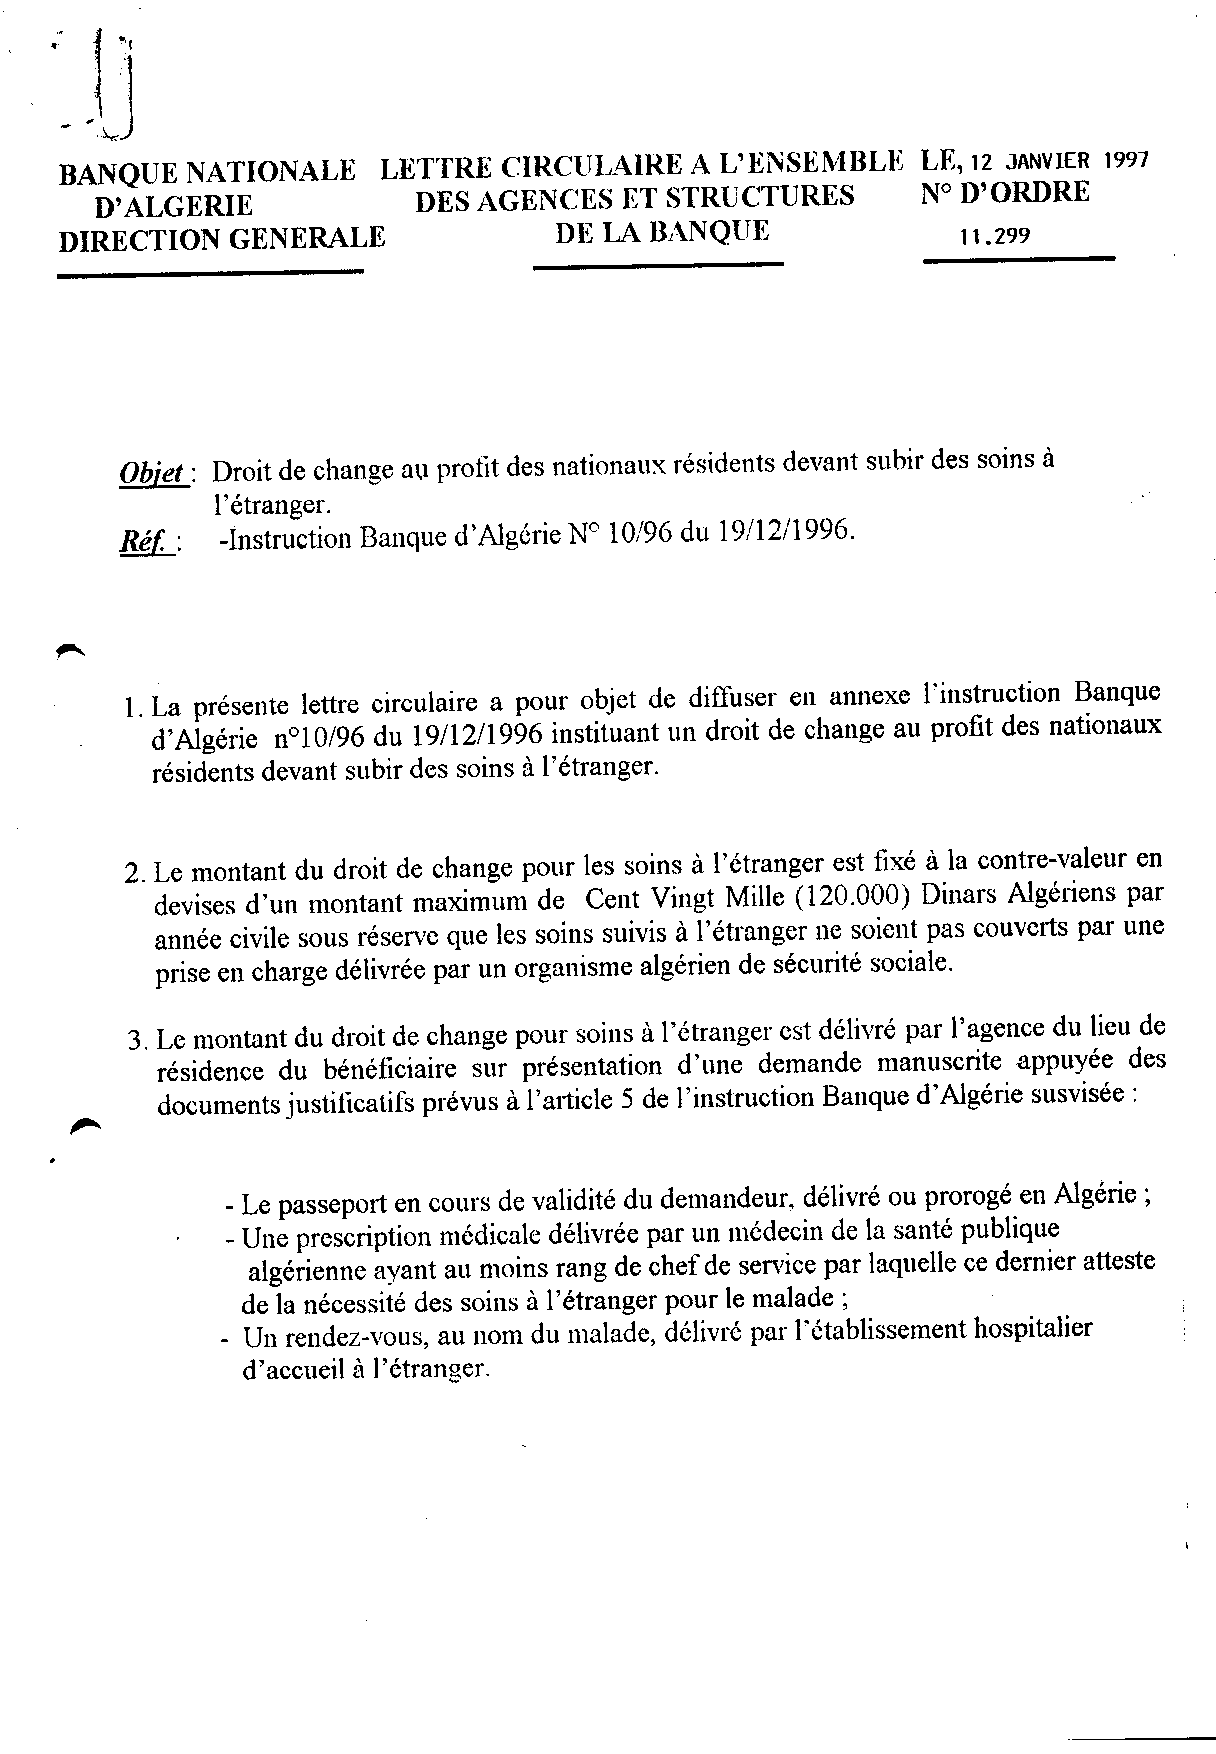 BANQUE NATIONALE
D'ALGERIE
DIRECTION GENERALE
LETTRE CIRCULAIRE A L'ENSEMBLE
DES AGENCES ET STRUCTURES
DE LA BANQUE
LE, 12 JANVIER 1997
N° D'ORDRE
11.299
Objet : Droit de change au profit des nationaux résidents devant subir des soins à
l'étranger.
Réf. : -Instruction Banque d'Algérie N° 10/96 du 19/12/1996.
1. La présente lettre circulaire a pour objet de diffuser en annexe l'instruction Banque
d'Algérie n°10/96 du 19/12/1996 instituant un droit de change au profit des nationaux
résidents devant subir des soins à l'étranger.
2. Le montant du droit de change pour les soins à l'étranger est fixé à la contre-valeur en
devises d'un montant maximum de Cent Vingt Mille (120.000) Dinars Algériens par
année civile sous réserve que les soins suivis à l'étranger ne soient pas couverts par une
prise en charge délivrée par un organisme algérien de sécurité sociale.
3. Le montant du droit de change pour soins à l'étranger est délivré par l'agence du lieu de
résidence du bénéficiaire sur présentation d'une demande manuscrite appuyée des
documents justificatifs prévus à l'article 5 de l'instruction Banque d'Algérie susvisée :
- Le passeport en cours de validité du demandeur, délivré ou prorogé en Algérie ;
- Une prescription médicale délivrée par un médecin de la santé publique
algérienne ayant au moins rang de chef de service par laquelle ce dernier atteste
de la nécessité des soins à l'étranger pour le malade ;
- Un rendez-vous, au nom du malade, délivré par l'établissement hospitalier
d'accueil à l'étranger.